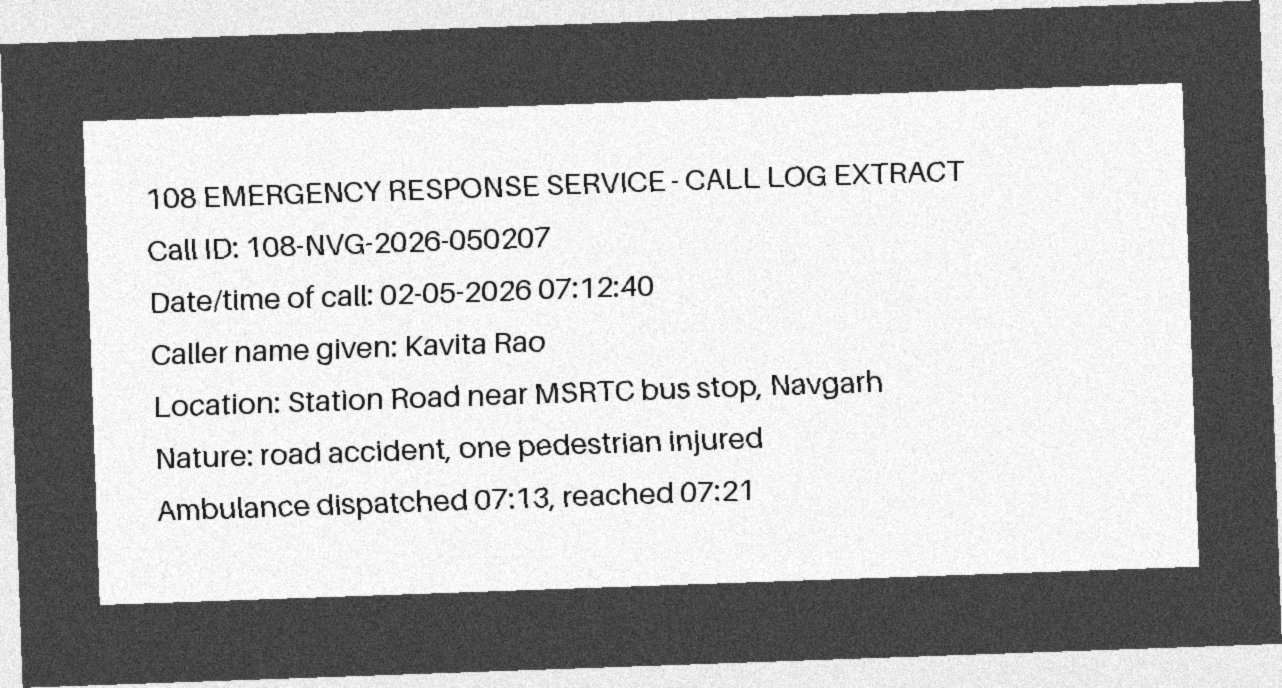 108 EMERGENCY RESPONSE SERVICE - CALL LOG EXTRACT
Call ID: 108-NVG-2026-050207
Date/time of call: 02-05-2026 07:12:40
Caller name given: Kavita Rao
Location: Station Road near MSRTC bus stop, Navgarh
Nature: road accident, one pedestrian injured
Ambulance dispatched 07:13, reached 07:21